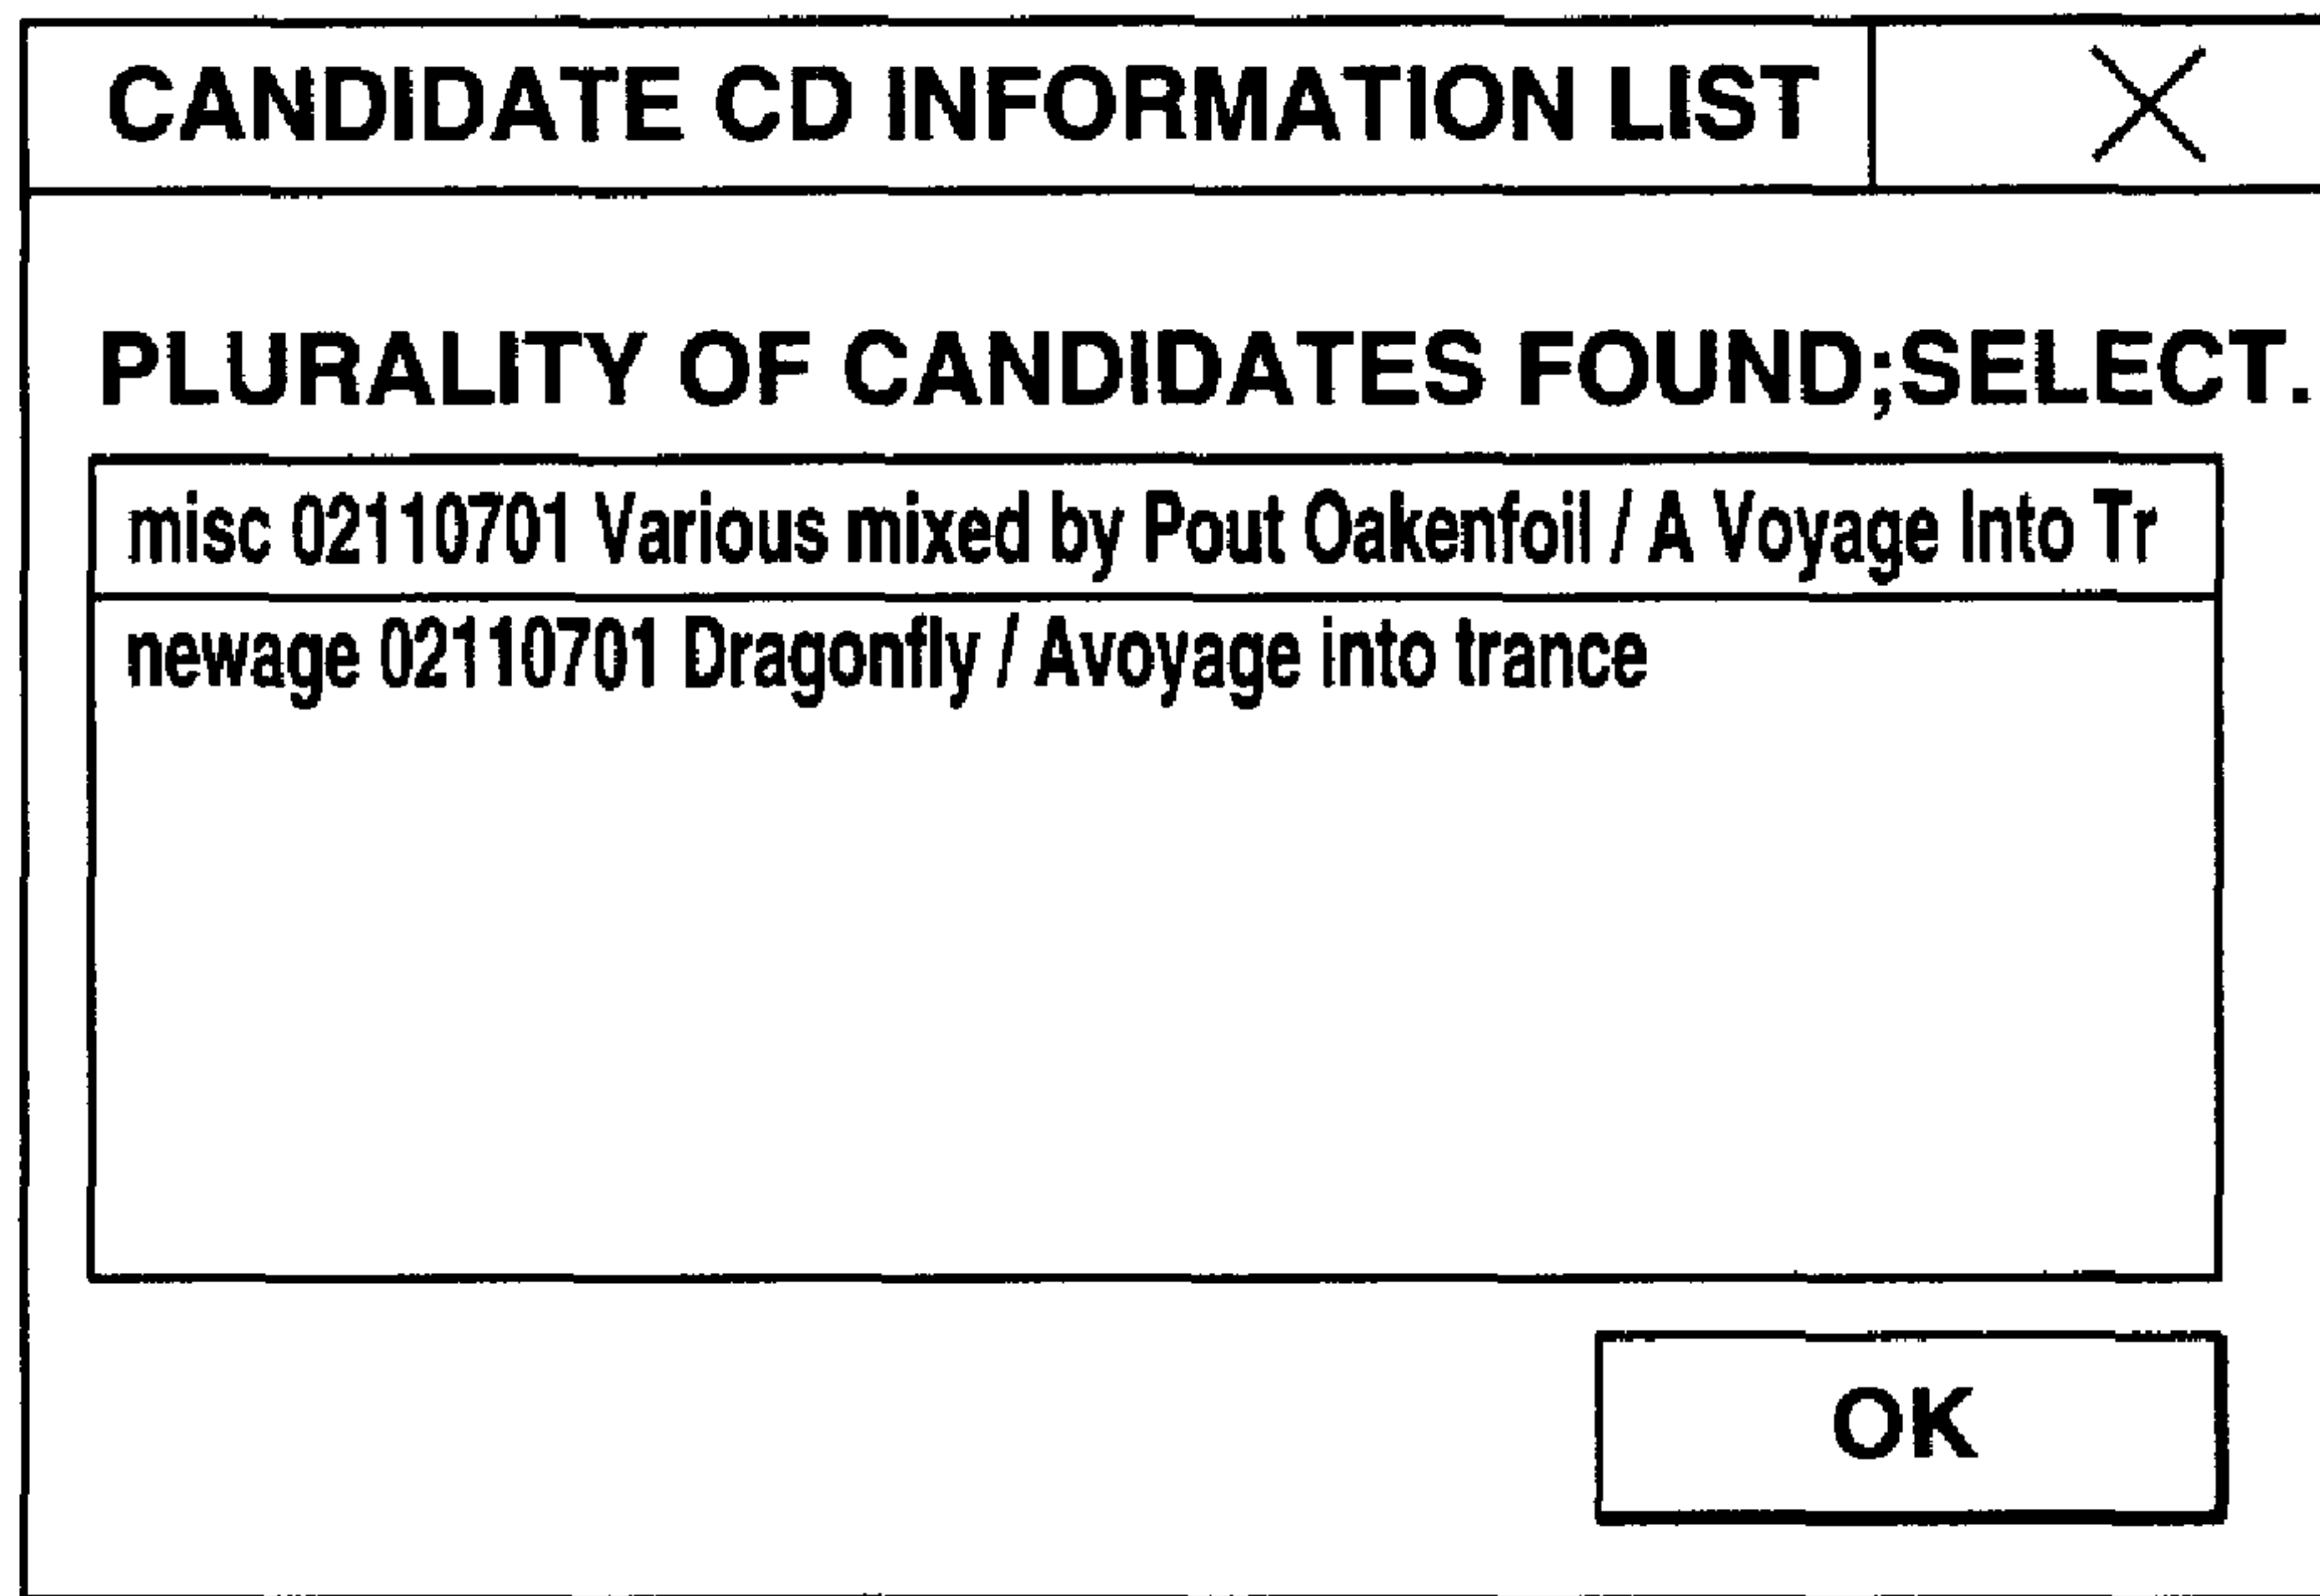 CANDIDATE CD INFORMATION LIST
PLURALITY OF CANDIDATES FOUND;SELECT.
misc 02110701 Various mixed by Pout Oakenfoil / A Voyage Into Tr
newage 02110701 Dragonfly / Avoyage into trance
OK